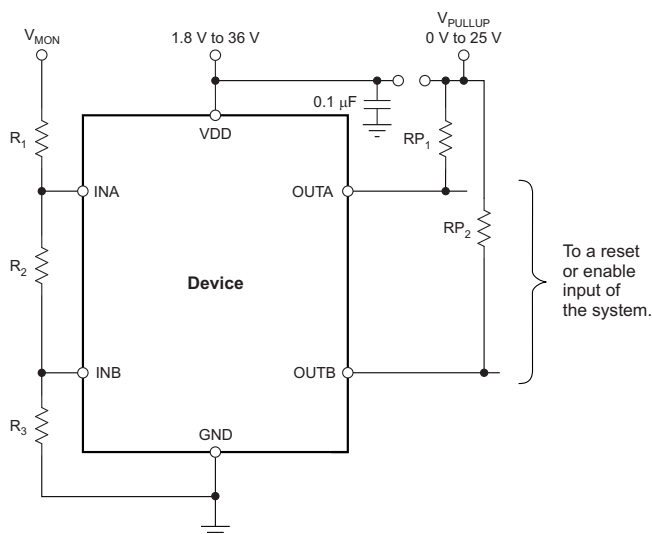 V_MON
1.8 V to 36 V
V_PULLUP
0 V to 25 V
0.1 μF
R_1
VDD
RP_1
INA
OUTA
R_2
RP_2
Device
To a reset
or enable
input of
the system.
INB
OUTB
R_3
GND